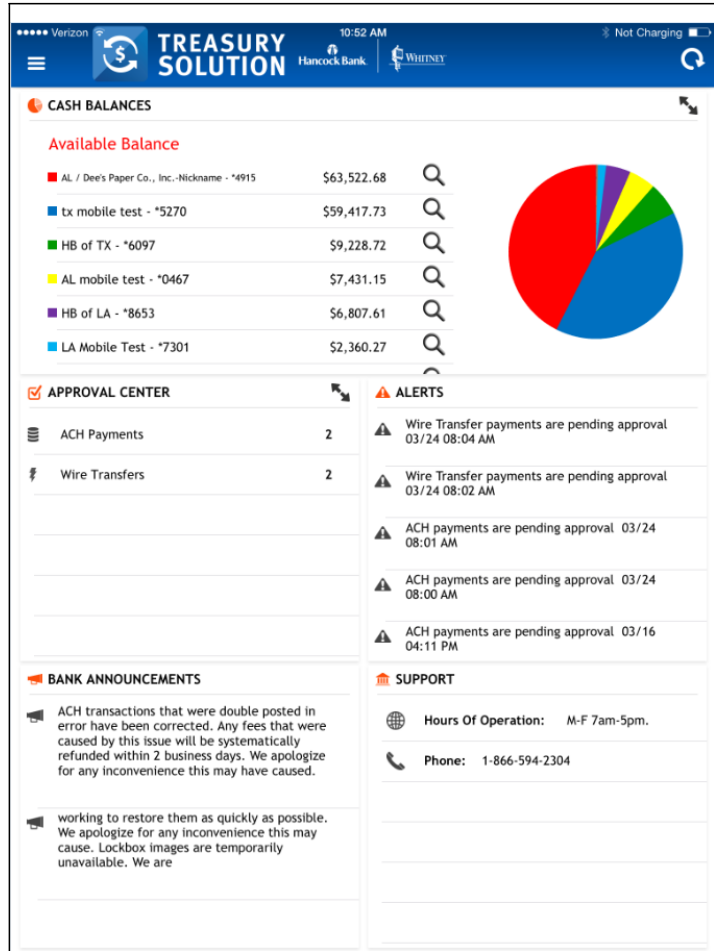 Verizon 10:52 AM Not Charging
TREASURY
SOLUTION
Hancock Bank. WHITNEY
CASH BALANCES
Available Balance
AL / Dee's Paper Co., Inc.-Nickname - *4915 $63,522.68
tx mobile test - *5270 $59,417.73
HB of TX - *6097 $9,228.72
AL mobile test - *0467 $7,431.15
HB of LA - *8653 $6,807.61
LA Mobile Test - *7301 $2,360.27
APPROVAL CENTER
ACH Payments 2
Wire Transfers 2
ALERTS
Wire Transfer payments are pending approval
03/24 08:04 AM
Wire Transfer payments are pending approval
03/24 08:02 AM
ACH payments are pending approval 03/24
08:01 AM
ACH payments are pending approval 03/24
08:00 AM
ACH payments are pending approval 03/16
04:11 PM
BANK ANNOUNCEMENTS
ACH transactions that were double posted in
error have been corrected. Any fees that were
caused by this issue will be systematically
refunded within 2 business days. We apologize
for any inconvenience this may have caused.
working to restore them as quickly as possible.
We apologize for any inconvenience this may
cause. Lockbox images are temporarily
unavailable. We are
SUPPORT
Hours Of Operation: M-F 7am-5pm.
Phone: 1-866-594-2304